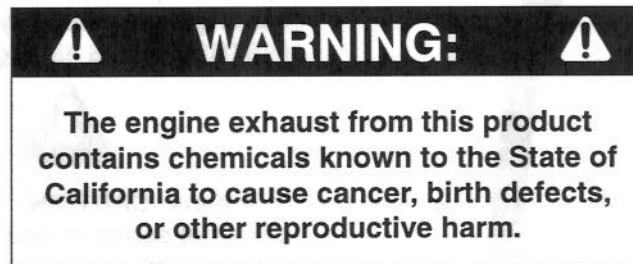 WARNING:
The engine exhaust from this product
contains chemicals known to the State of
California to cause cancer, birth defects,
or other reproductive harm.